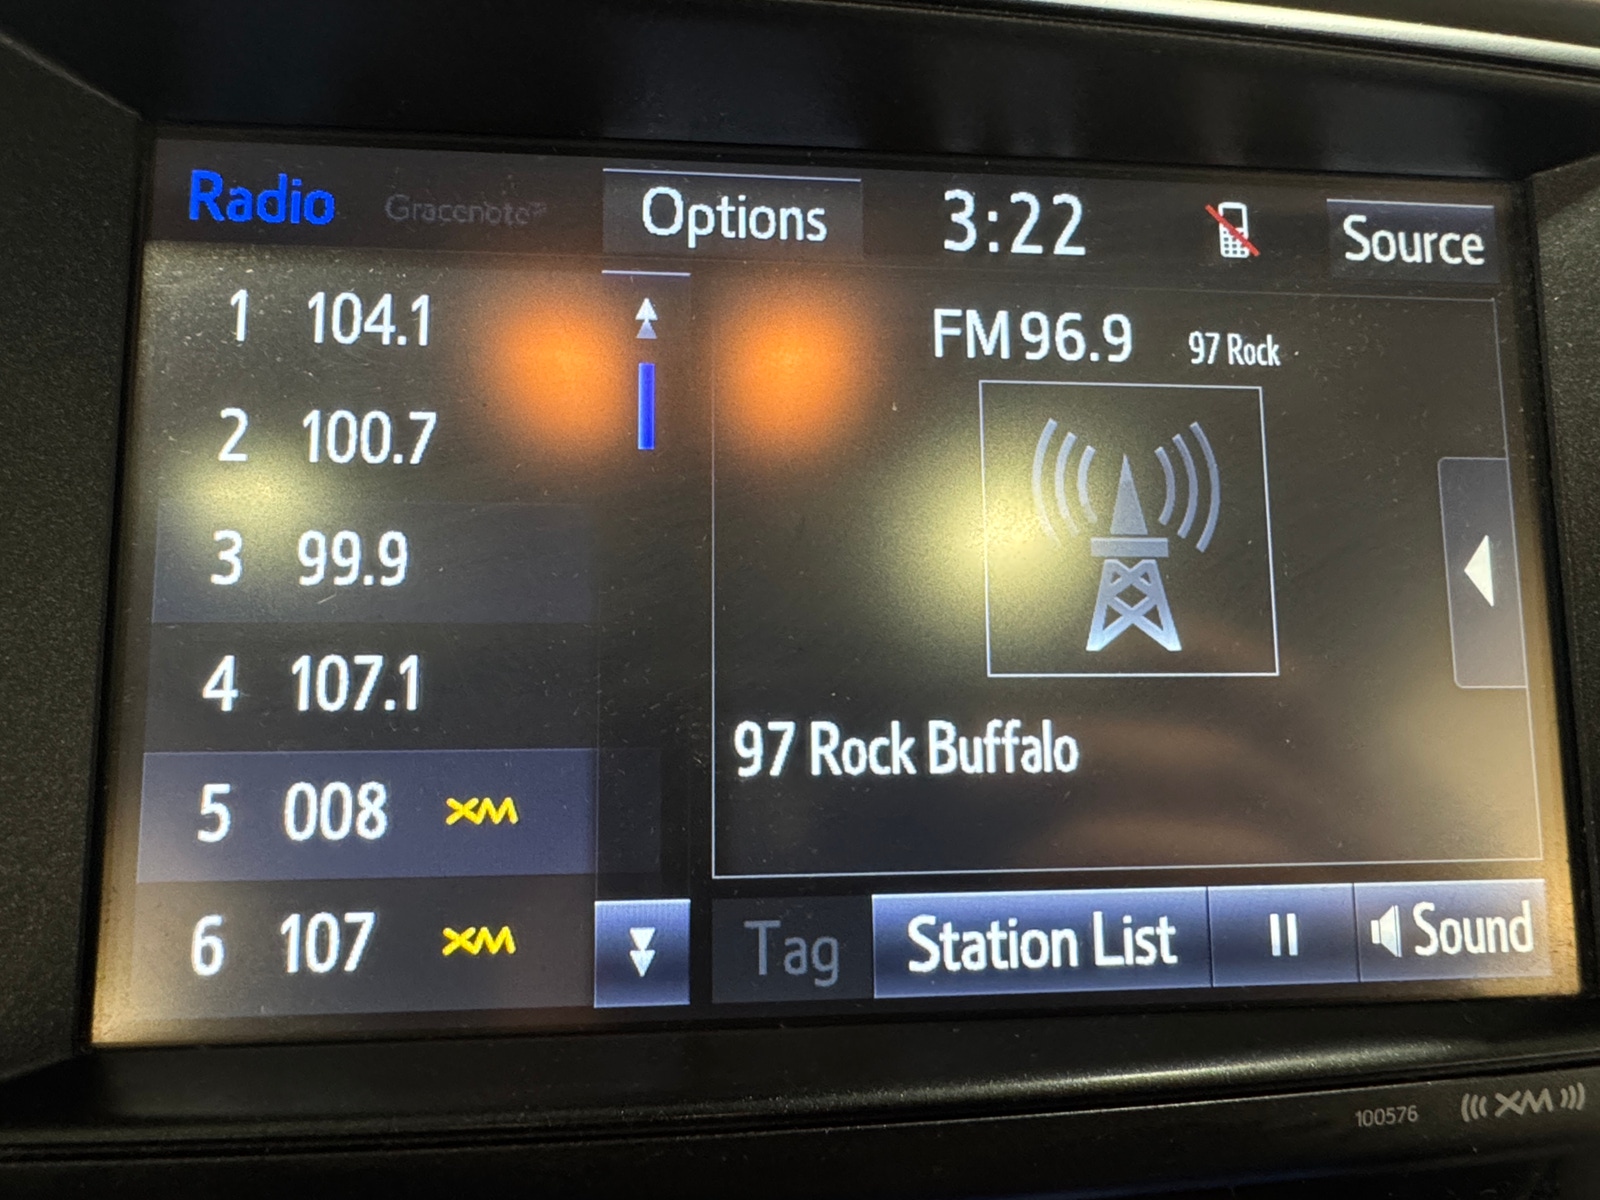 Radio Gracenote Options 3:22 Source
1 104.1
2 100.7
3 99.9
4 107.1
5 008 XM
6 107 XM
FM 96.9 97 Rock
97 Rock Buffalo
Tag Station List Sound
100576 XM